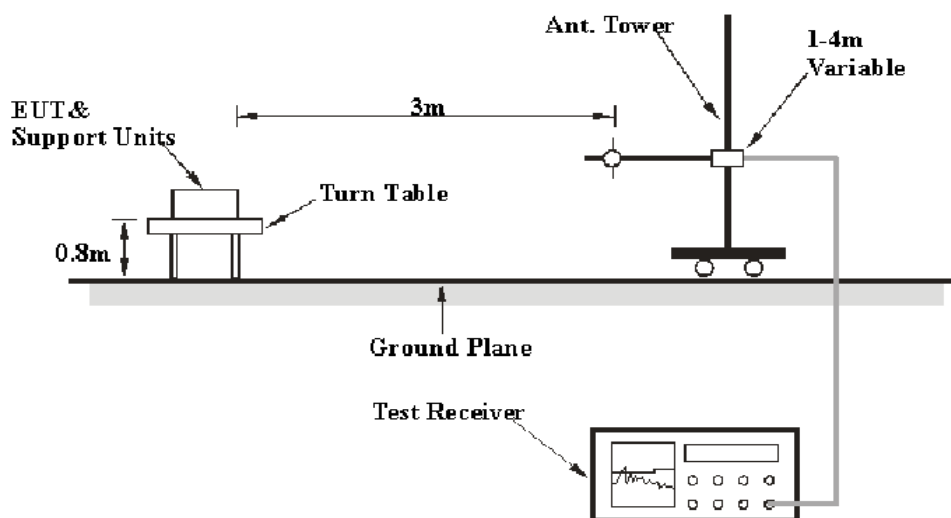 Ant. Tower
1-4m
Variable
EUT &
Support Units
3m
Turn Table
0.8m
Ground Plane
Test Receiver